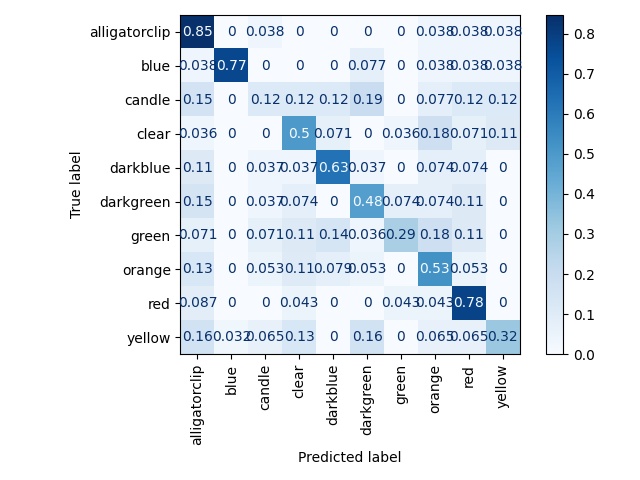 alligatorclip 0.85 0 0.038 0 0 0 0 0.038 0.038 0.038
blue 0.038 0.77 0 0 0 0.077 0 0.038 0.038 0.038
candle 0.15 0 0.12 0.12 0.12 0.19 0 0.077 0.12 0.12
clear 0.036 0 0 0.5 0.071 0 0.036 0.18 0.071 0.11
darkblue 0.11 0 0.037 0.037 0.63 0.037 0 0.074 0.074 0
darkgreen 0.15 0 0.037 0.074 0 0.48 0.074 0.074 0.11 0
green 0.071 0 0.071 0.11 0.14 0.036 0.29 0.18 0.11 0
orange 0.13 0 0.053 0.11 0.079 0.053 0 0.53 0.053 0
red 0.087 0 0 0.043 0 0 0.043 0.043 0.78 0
yellow 0.16 0.032 0.065 0.13 0 0.16 0 0.065 0.065 0.32
True label
alligatorclip
blue
candle
clear
darkblue
darkgreen
green
orange
red
yellow
Predicted label
0.8
0.7
0.6
0.5
0.4
0.3
0.2
0.1
0.0